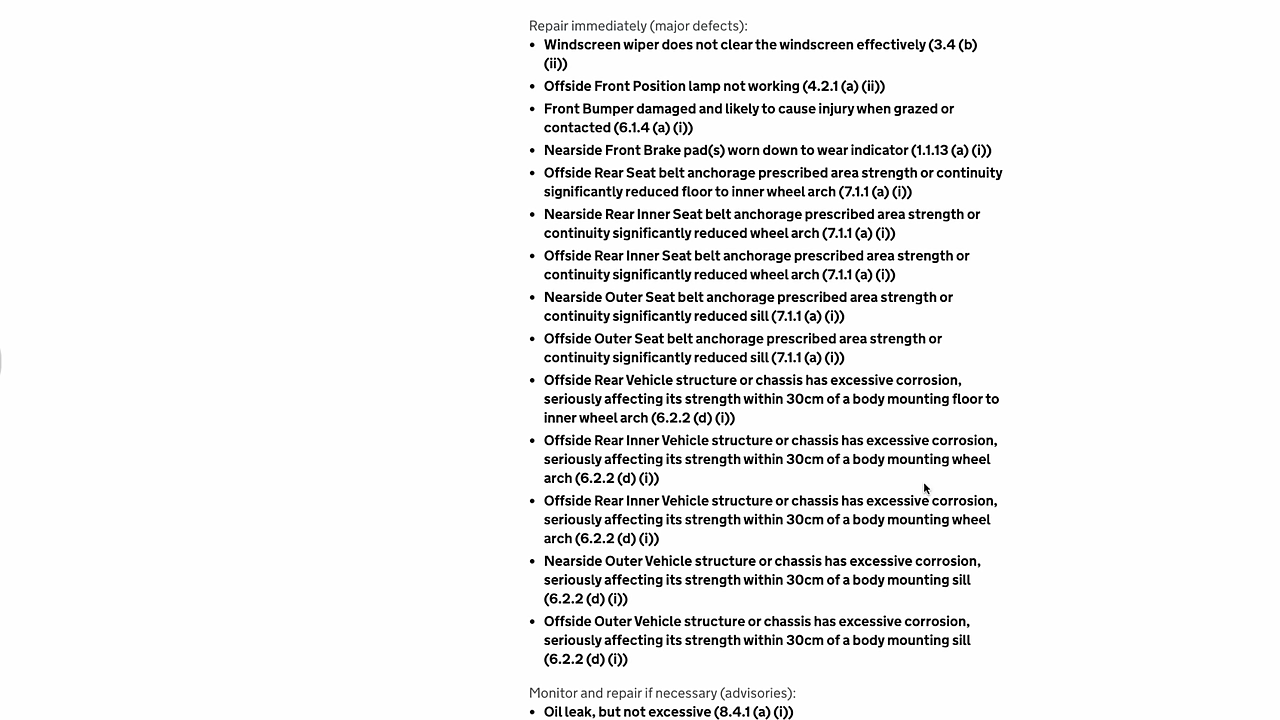 Repair immediately (major defects):
• Windscreen wiper does not clear the windscreen effectively (3.4 (b)
(ii))
• Offside Front Position lamp not working (4.2.1 (a) (ii))
• Front Bumper damaged and likely to cause injury when grazed or
contacted (6.1.4 (a) (i))
• Nearside Front Brake pad(s) worn down to wear indicator (1.1.13 (a) (i))
• Offside Rear Seat belt anchorage prescribed area strength or continuity
significantly reduced floor to inner wheel arch (7.1.1 (a) (i))
• Nearside Rear Inner Seat belt anchorage prescribed area strength or
continuity significantly reduced wheel arch (7.1.1 (a) (i))
• Offside Rear Inner Seat belt anchorage prescribed area strength or
continuity significantly reduced wheel arch (7.1.1 (a) (i))
• Nearside Outer Seat belt anchorage prescribed area strength or
continuity significantly reduced sill (7.1.1 (a) (i))
• Offside Outer Seat belt anchorage prescribed area strength or
continuity significantly reduced sill (7.1.1 (a) (i))
• Offside Rear Vehicle structure or chassis has excessive corrosion,
seriously affecting its strength within 30cm of a body mounting floor to
inner wheel arch (6.2.2 (d) (i))
• Offside Rear Inner Vehicle structure or chassis has excessive corrosion,
seriously affecting its strength within 30cm of a body mounting wheel
arch (6.2.2 (d) (i))
• Offside Rear Inner Vehicle structure or chassis has excessive corrosion,
seriously affecting its strength within 30cm of a body mounting wheel
arch (6.2.2 (d) (i))
• Nearside Outer Vehicle structure or chassis has excessive corrosion,
seriously affecting its strength within 30cm of a body mounting sill
(6.2.2 (d) (i))
• Offside Outer Vehicle structure or chassis has excessive corrosion,
seriously affecting its strength within 30cm of a body mounting sill
(6.2.2 (d) (i))
Monitor and repair if necessary (advisories):
• Oil leak, but not excessive (8.4.1 (a) (i))